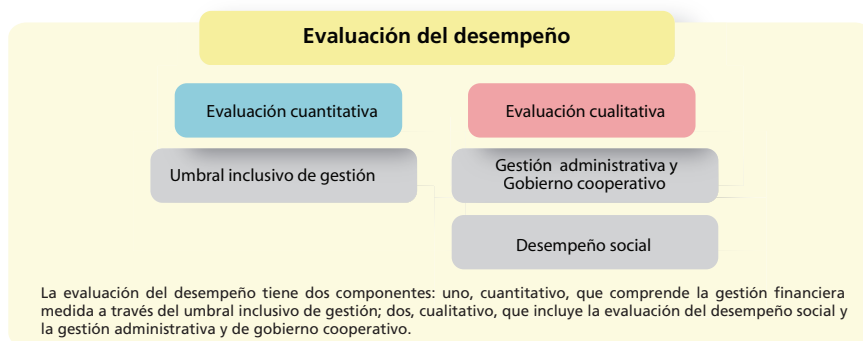 Evaluación del desempeño
Evaluación cuantitativa
Evaluación cualitativa
Umbral inclusivo de gestión
Gestión administrativa y
Gobierno cooperativo
Desempeño social
La evaluación del desempeño tiene dos componentes: uno, cuantitativo, que comprende la gestión financiera
medida a través del umbral inclusivo de gestión; dos, cualitativo, que incluye la evaluación del desempeño social y
la gestión administrativa y de gobierno cooperativo.